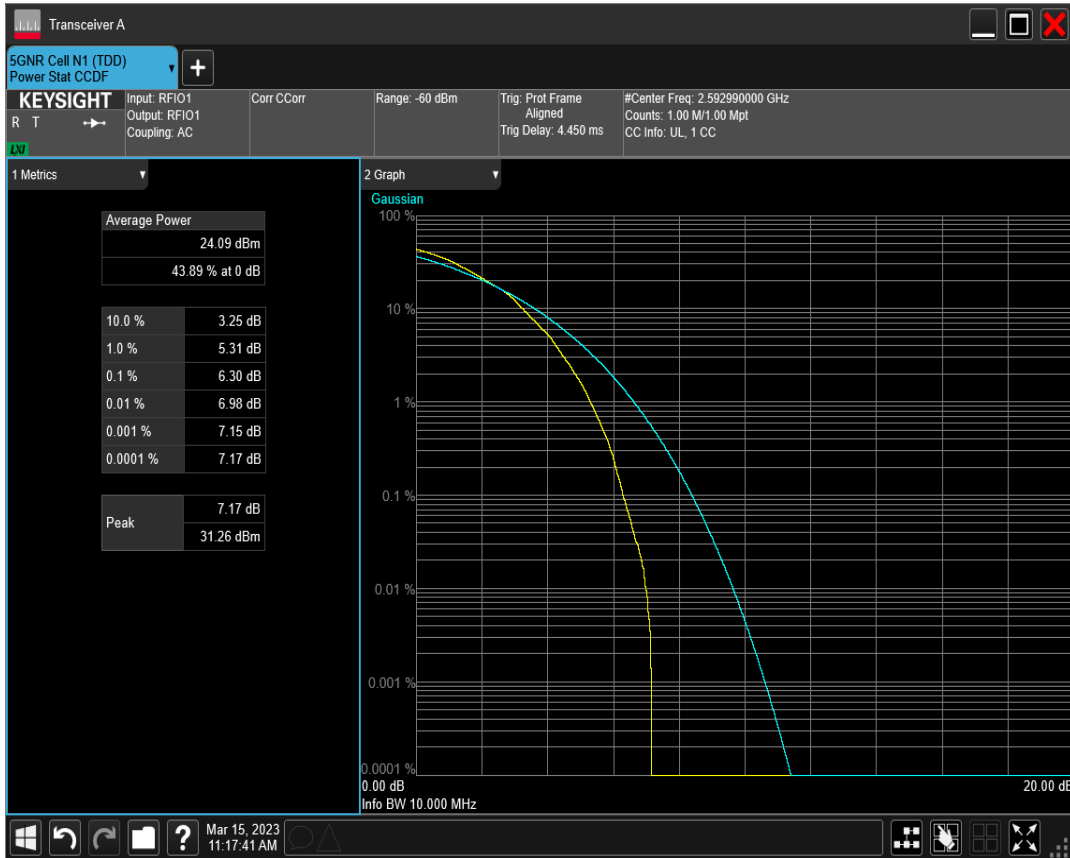 Transceiver A
5GNR Cell N1 (TDD)
Power Stat CCDF
+
KEYSIGHT
R T
LXI
Input: RFIO1
Output: RFIO1
Coupling: AC
Corr CCorr
Range: -60 dBm
Trig: Prot Frame
Aligned
Trig Delay: 4.450 ms
#Center Freq: 2.592990000 GHz
Counts: 1.00 M/1.00 Mpt
CC Info: UL, 1 CC
1 Metrics
Average Power
24.09 dBm
43.89 % at 0 dB
10.0 % 3.25 dB
1.0 % 5.31 dB
0.1 % 6.30 dB
0.01 % 6.98 dB
0.001 % 7.15 dB
0.0001 % 7.17 dB
Peak
7.17 dB
31.26 dBm
2 Graph
Gaussian
100 %
10 %
1 %
0.1 %
0.01 %
0.001 %
0.0001 %
0.00 dB 20.00 dB
Info BW 10.000 MHz
?
Mar 15, 2023
11:17:41 AM